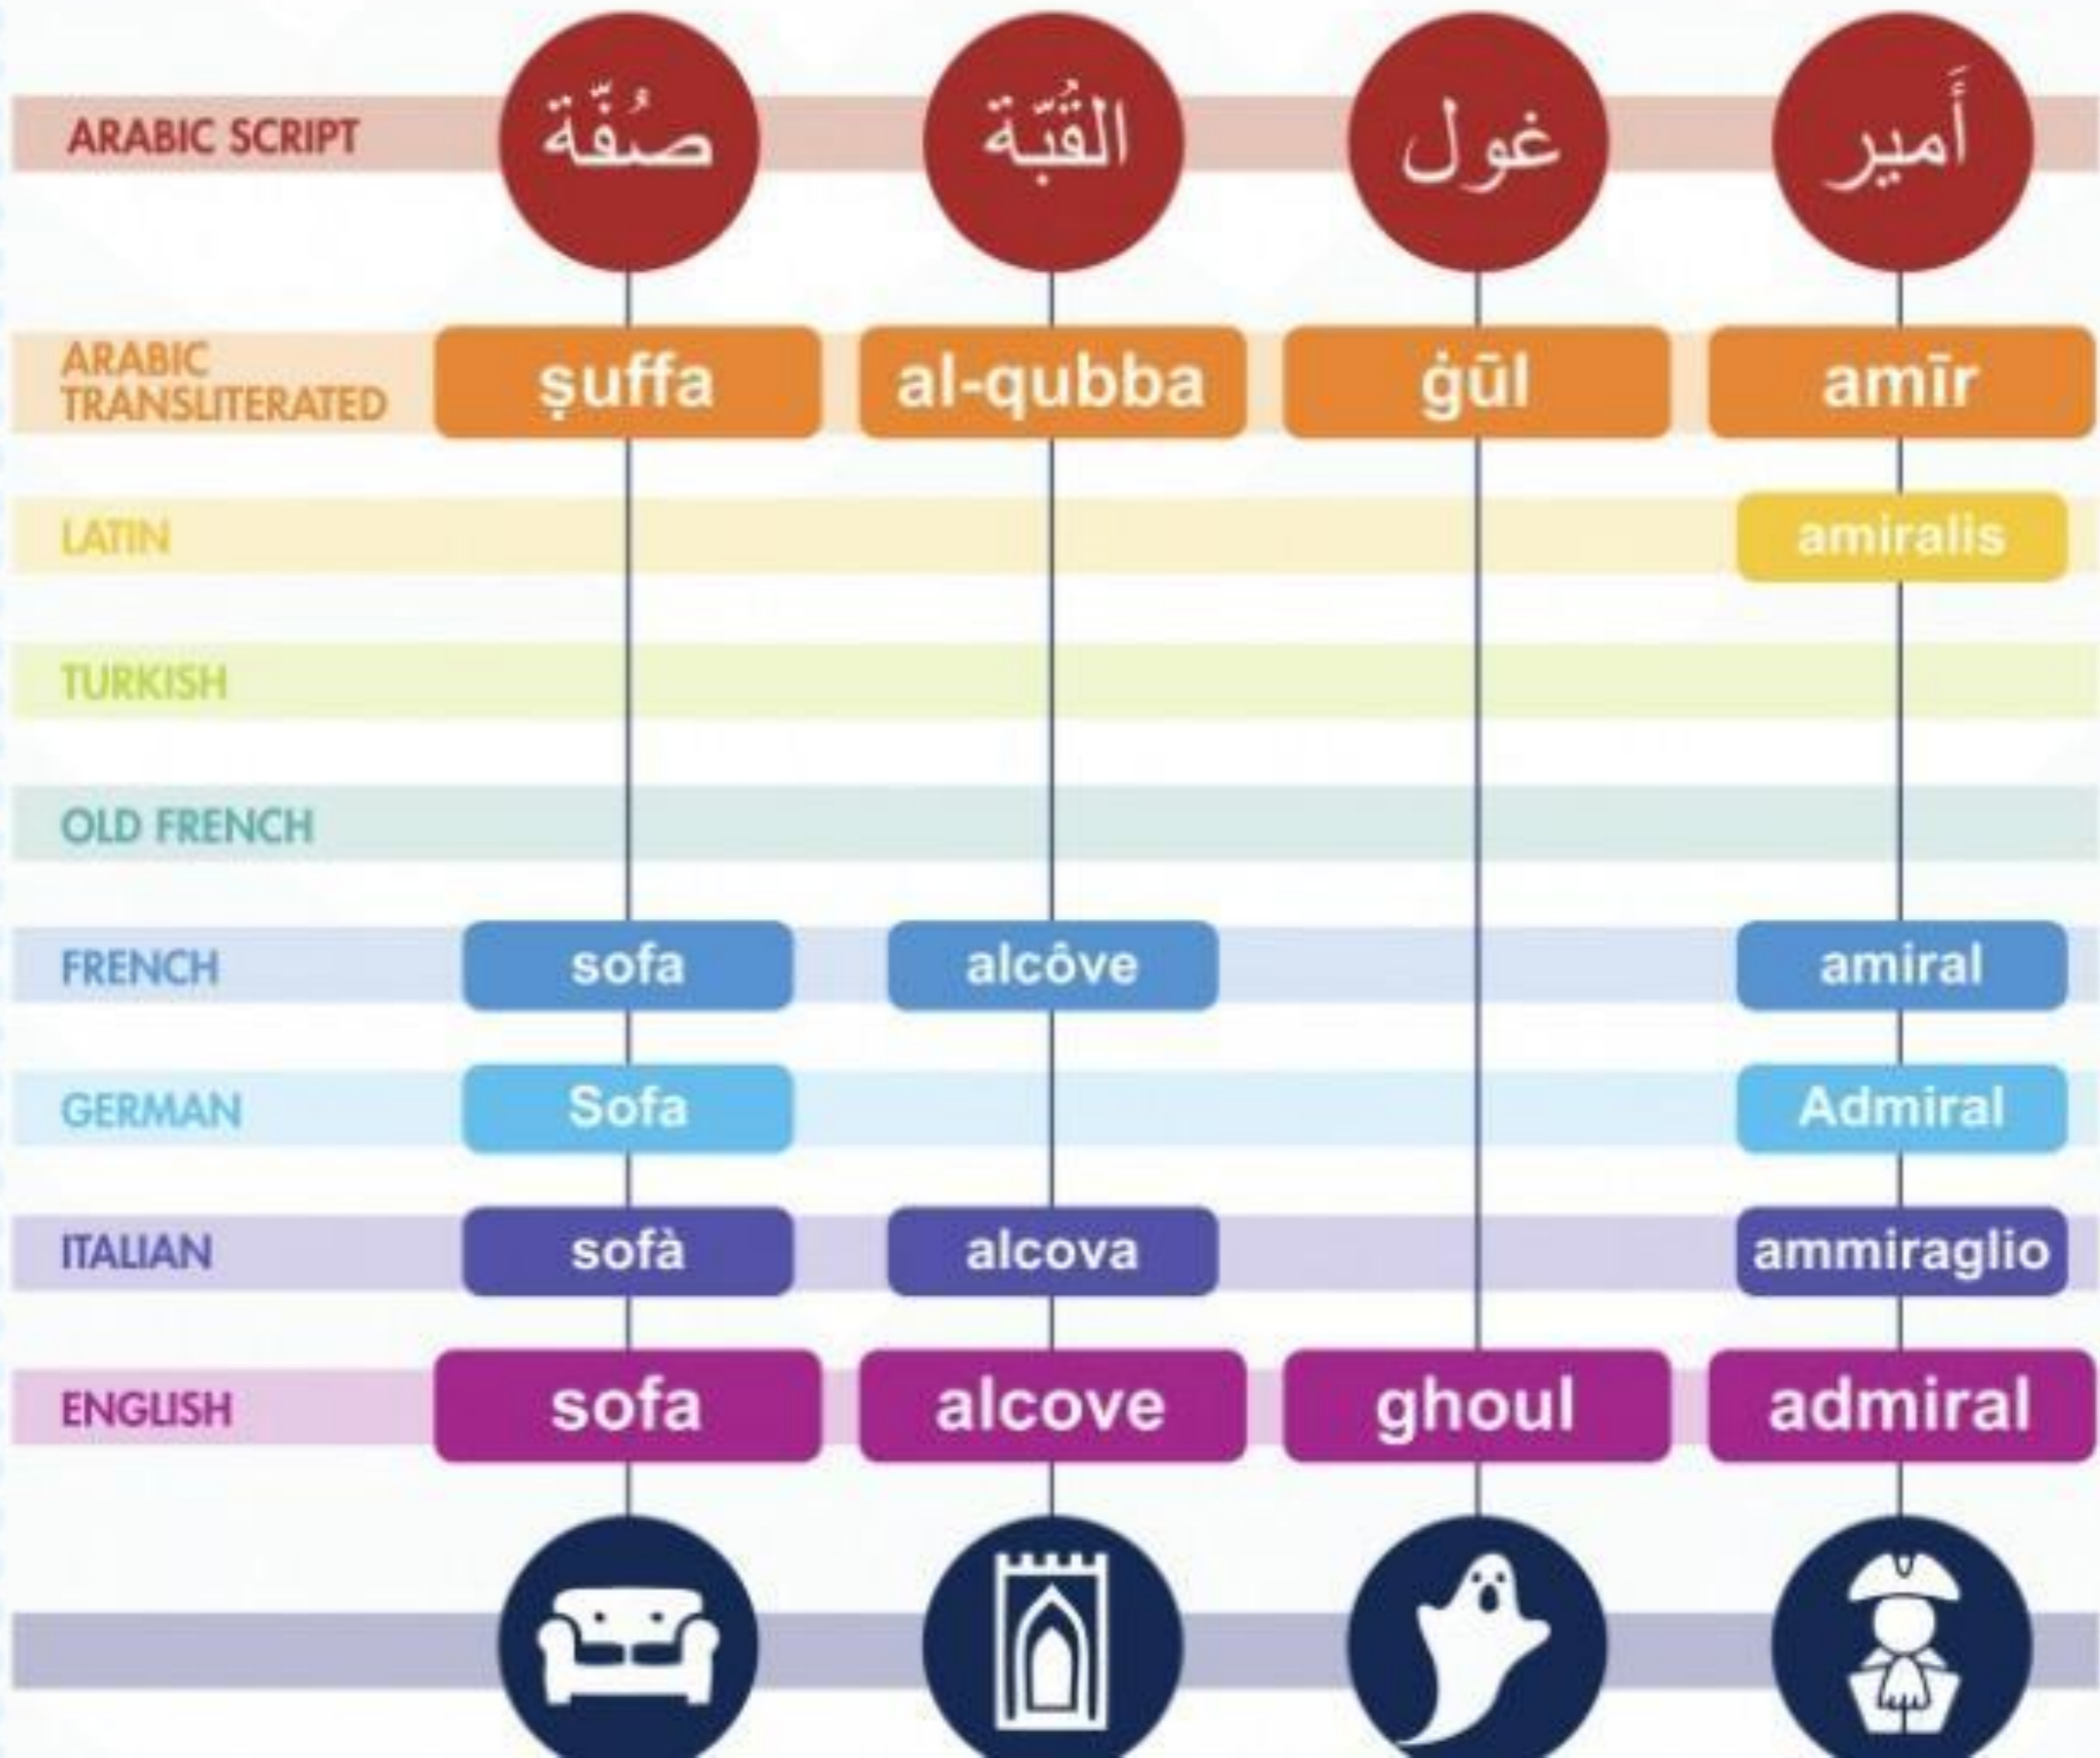 ARABIC SCRIPT صُفّة القُبّة غول أَمير
ARABIC
TRANSLITERATED ṣuffa al-qubba ġūl amīr
LATIN amiralis
TURKISH
OLD FRENCH
FRENCH sofa alcôve amiral
GERMAN Sofa Admiral
ITALIAN sofà alcova ammiraglio
ENGLISH sofa alcove ghoul admiral